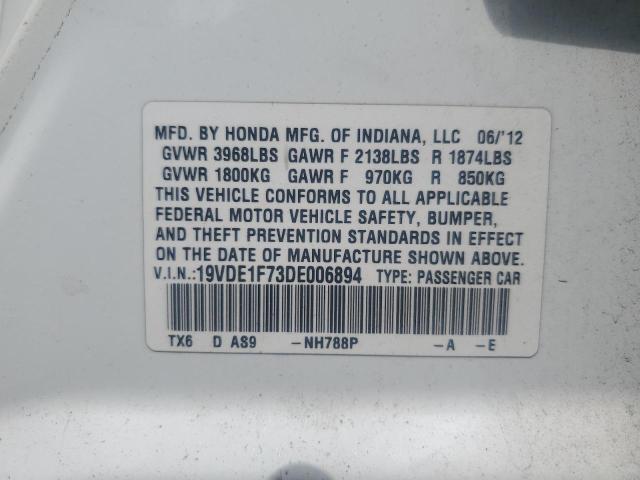 MFD. BY HONDA MFG. OF INDIANA, LLC 06/'12
GVWR 3968LBS GAWR F 2138LBS R 1874LBS
GVWR 1800KG GAWR F 970KG R 850KG
THIS VEHICLE CONFORMS TO ALL APPLICABLE
FEDERAL MOTOR VEHICLE SAFETY, BUMPER,
AND THEFT PREVENTION STANDARDS IN EFFECT
ON THE DATE OF MANUFACTURE SHOWN ABOVE.
V.I.N.:19VDE1F73DE006894 TYPE: PASSENGER CAR
TX6 D AS9 -NH788P -A -E